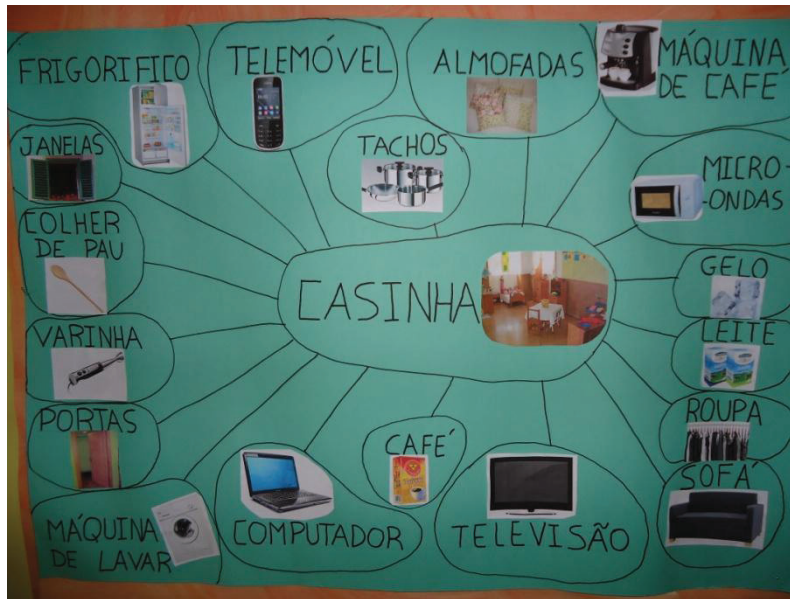 FRIGORIFICO
TELEMÓVEL
ALMOFADAS
MÁQUINA
DE CAFÉ
JANELAS
TACHOS
MICRO-
-ONDAS
COLHER
DE PAU
CASINHA
GELO
VARINHA
LEITE
PORTAS
CAFÉ
ROUPA
SOFÁ
MÁQUINA
DE LAVAR
COMPUTADOR
TELEVISÃO